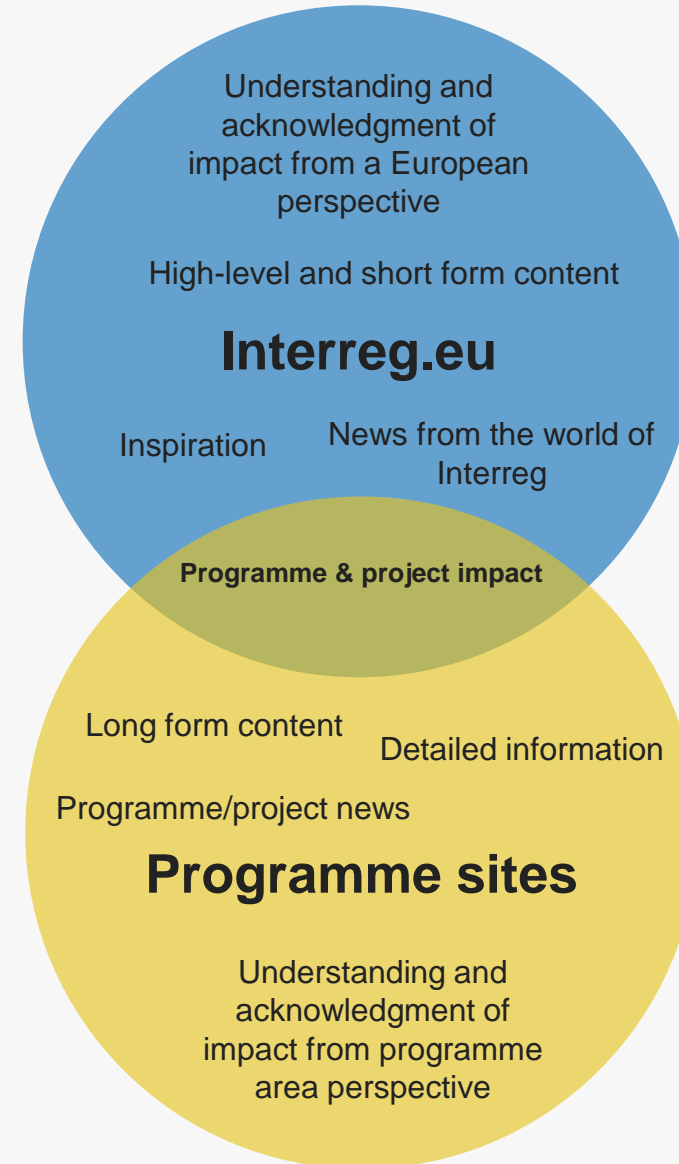 Understanding and
acknowledgment of
impact from a European
perspective
High-level and short form content
Interreg.eu
Inspiration
News from the world of
Interreg
Programme & project impact
Long form content
Detailed information
Programme/project news
Programme sites
Understanding and
acknowledgment of
impact from programme
area perspective